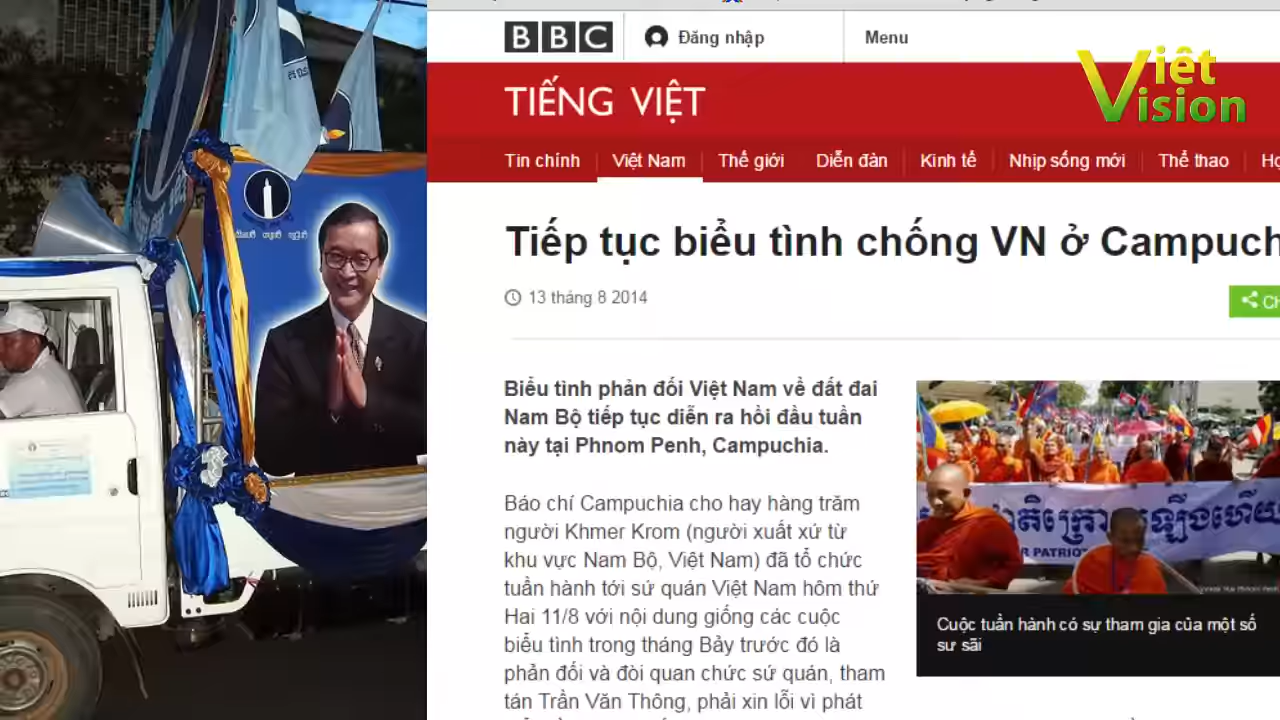 BBC
Đăng nhập
Menu
Việt
Vision
TIẾNG VIỆT
Tin chính
Việt Nam
Thế giới
Diễn đàn
Kinh tế
Nhịp sống mới
Thể thao
Tiếp tục biểu tình chống VN ở Campuch
13 tháng 8 2014
Biểu tình phản đối Việt Nam về đất đai
Nam Bộ tiếp tục diễn ra hồi đầu tuần
này tại Phnom Penh, Campuchia.
Báo chí Campuchia cho hay hàng trăm
người Khmer Krom (người xuất xứ từ
khu vực Nam Bộ, Việt Nam) đã tổ chức
tuần hành tới sứ quán Việt Nam hôm thứ
Hai 11/8 với nội dung giống các cuộc
biểu tình trong tháng Bảy trước đó là
phản đối và đòi quan chức sứ quán, tham
tán Trần Văn Thông, phải xin lỗi vì phát
Cuộc tuần hành có sự tham gia của một số
sư sãi